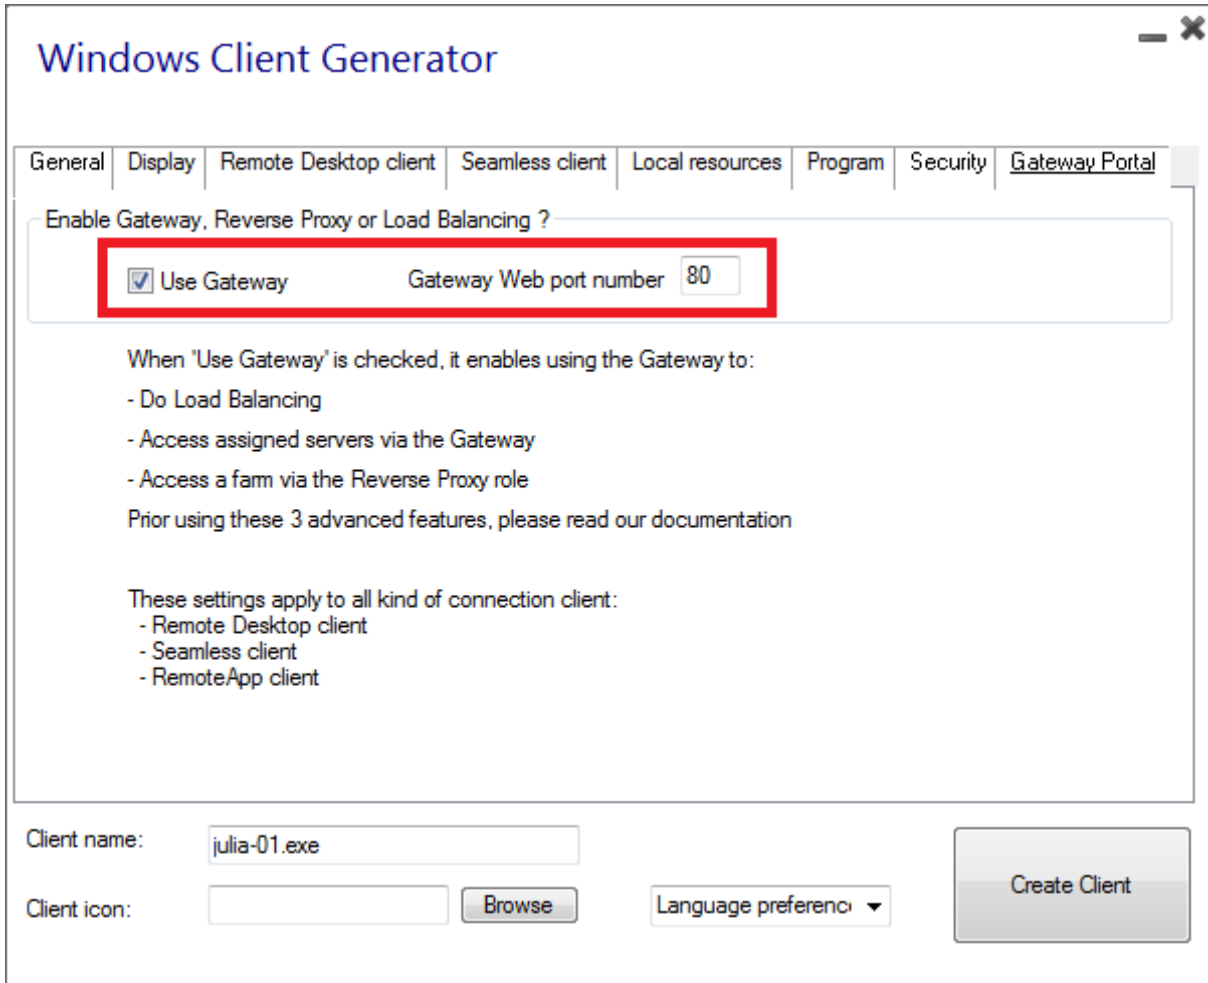 Windows Client Generator
General Display Remote Desktop client Seamless client Local resources Program Security Gateway Portal
Enable Gateway, Reverse Proxy or Load Balancing ?
Use Gateway Gateway Web port number 80
When 'Use Gateway' is checked, it enables using the Gateway to:
- Do Load Balancing
- Access assigned servers via the Gateway
- Access a farm via the Reverse Proxy role
Prior using these 3 advanced features, please read our documentation
These settings apply to all kind of connection client:
- Remote Desktop client
- Seamless client
- RemoteApp client
Client name: julia-01.exe
Create Client
Client icon: Browse Language preferenc